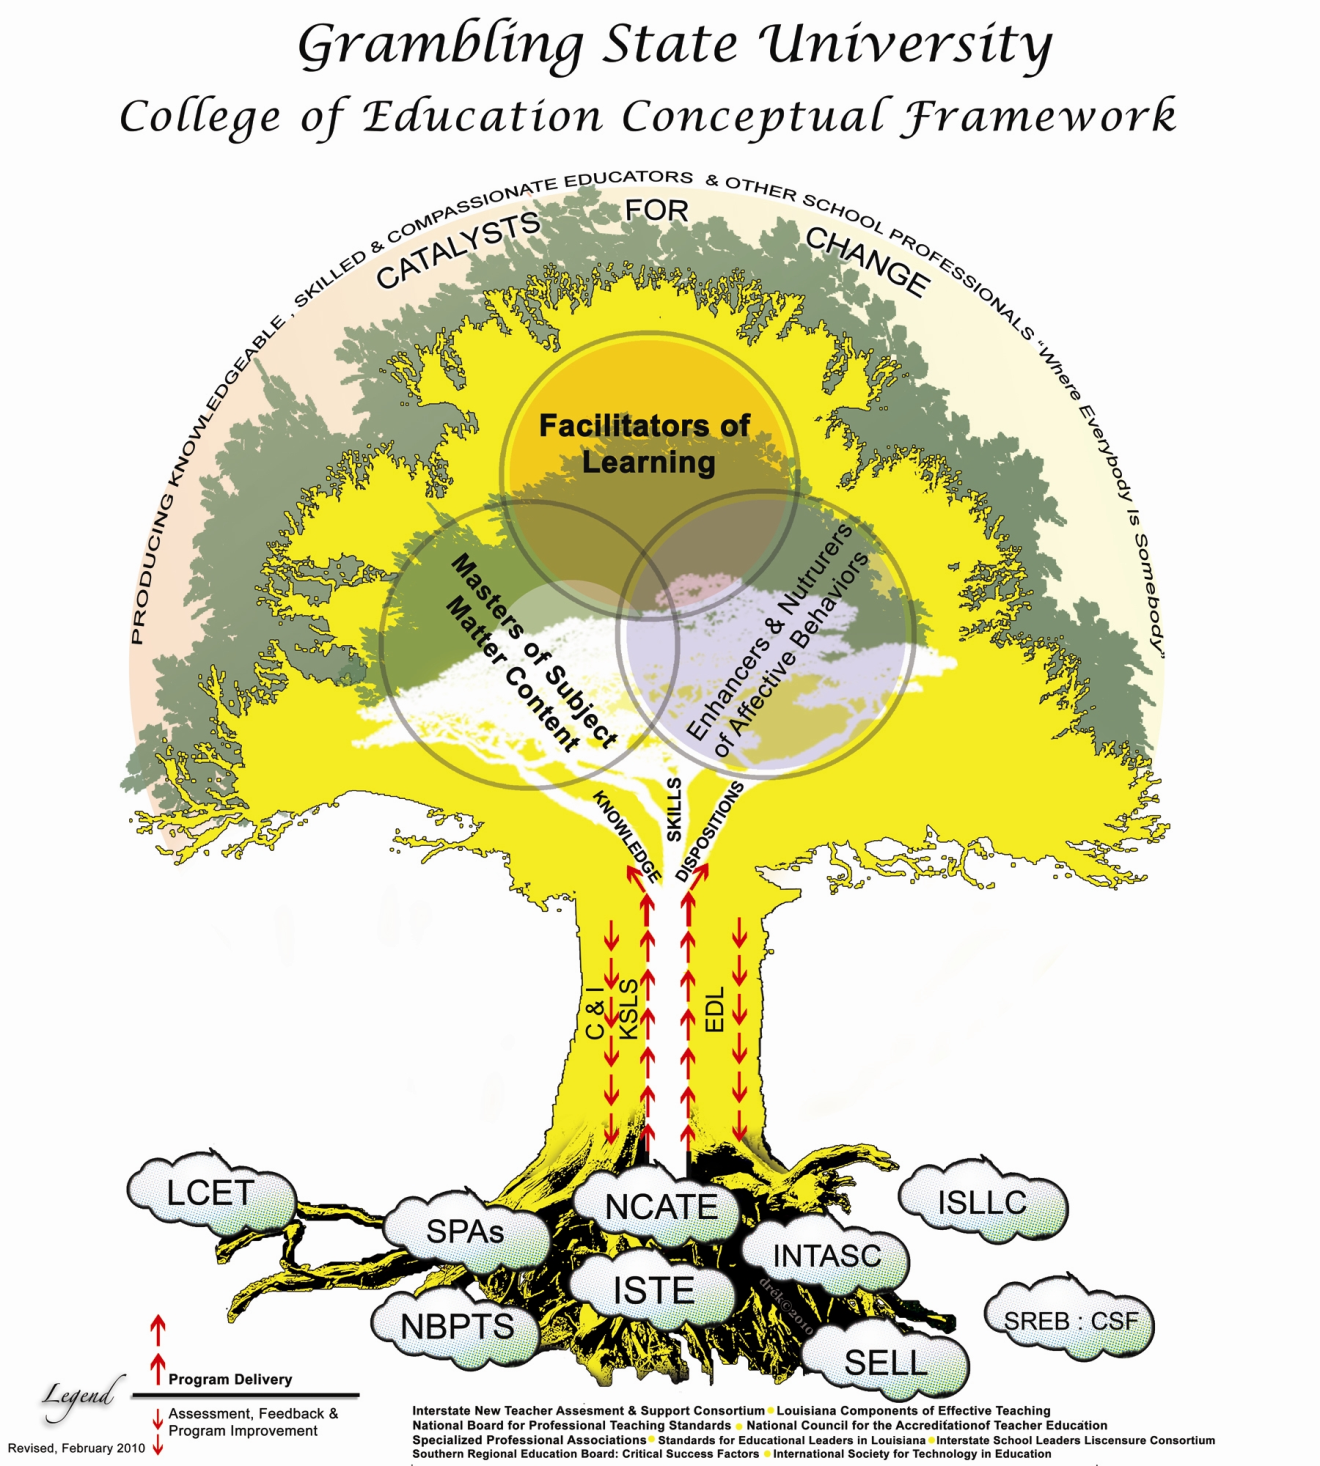 Grambling State University
College of Education Conceptual Framework
PRODUCING KNOWLEDGEABLE , SKILLED & COMPASSIONATE EDUCATORS & OTHER SCHOOL PROFESSIONALS “Where Everybody Is Somebody”
CATALYSTS FOR CHANGE
Facilitators of
Learning
Masters of Subject
Matter Content
Enhancers & Nutrurers
of Affective Behaviors
KNOWLEDGE
SKILLS
DISPOSITIONS
C & I
KSLS
EDL
LCET
SPAs
NCATE
INTASC
ISLLC
NBPTS
ISTE
SELL
SREB : CSF
drék©2010
Legend
Program Delivery
Assessment, Feedback &
Program Improvement
Revised, February 2010
Interstate New Teacher Assesment & Support Consortium Louisiana Components of Effective Teaching
National Board for Professional Teaching Standards National Council for the Accreditationof Teacher Education
Specialized Professional Associations Standards for Educational Leaders in Louisiana Interstate School Leaders Liscensure Consortium
Southern Regional Education Board: Critical Success Factors International Society for Technology in Education